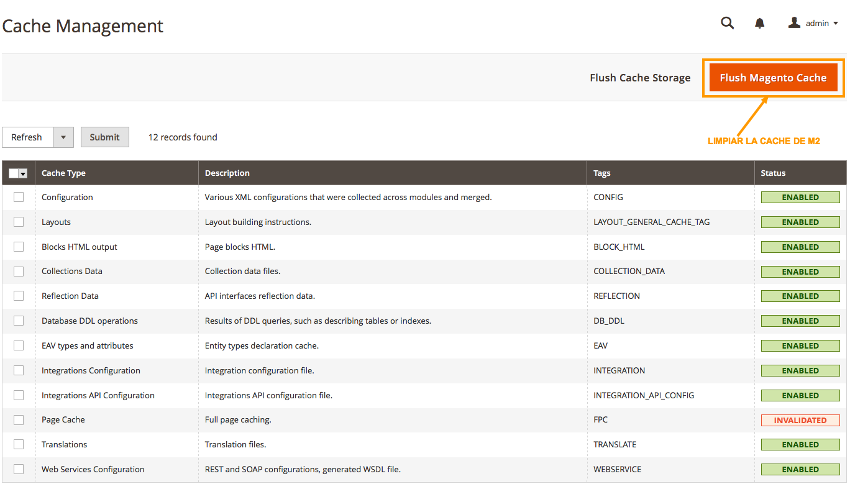 Cache Management
admin
Flush Cache Storage
Flush Magento Cache
LIMPIAR LA CACHE DE M2
Refresh Submit 12 records found
Cache Type Description Tags Status
Configuration Various XML configurations that were collected across modules and merged. CONFIG ENABLED
Layouts Layout building instructions. LAYOUT_GENERAL_CACHE_TAG ENABLED
Blocks HTML output Page blocks HTML. BLOCK_HTML ENABLED
Collections Data Collection data files. COLLECTION_DATA ENABLED
Reflection Data API interfaces reflection data. REFLECTION ENABLED
Database DDL operations Results of DDL queries, such as describing tables or indexes. DB_DDL ENABLED
EAV types and attributes Entity types declaration cache. EAV ENABLED
Integrations Configuration Integration configuration file. INTEGRATION ENABLED
Integrations API Configuration Integrations API configuration file. INTEGRATION_API_CONFIG ENABLED
Page Cache Full page caching. FPC INVALIDATED
Translations Translation files. TRANSLATE ENABLED
Web Services Configuration REST and SOAP configurations, generated WSDL file. WEBSERVICE ENABLED